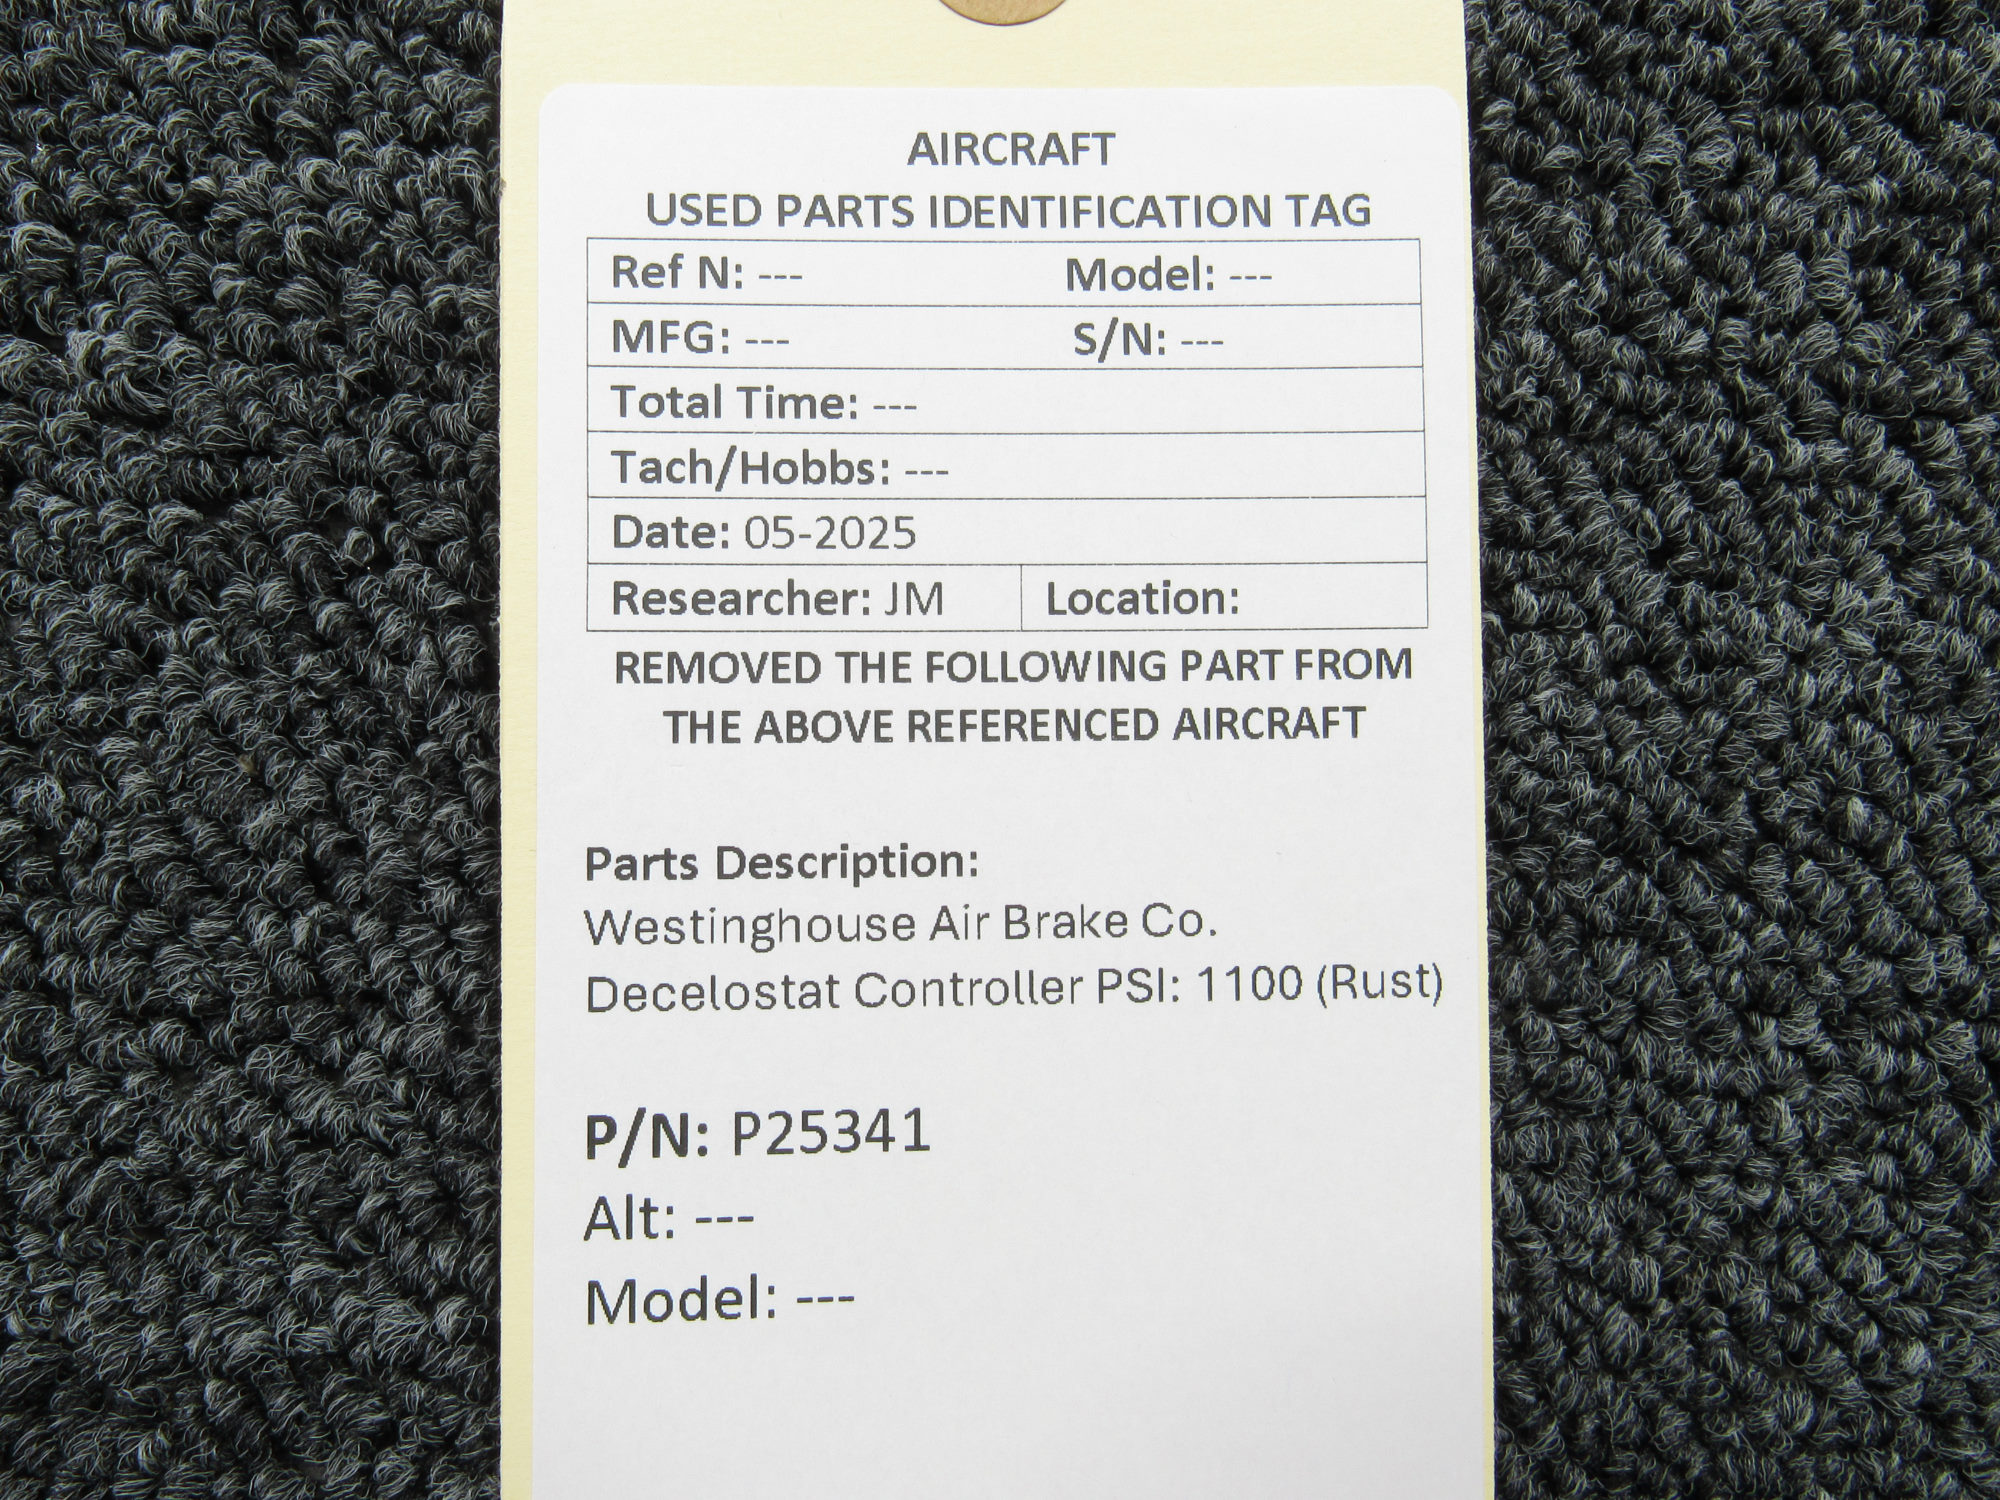 AIRCRAFT
USED PARTS IDENTIFICATION TAG
Ref N: --- Model: ---
MFG: --- S/N: ---
Total Time: ---
Tach/Hobbs: ---
Date: 05-2025
Researcher: JM Location:
REMOVED THE FOLLOWING PART FROM
THE ABOVE REFERENCED AIRCRAFT
Parts Description:
Westinghouse Air Brake Co.
Decelostat Controller PSI: 1100 (Rust)
P/N: P25341
Alt: ---
Model: ---